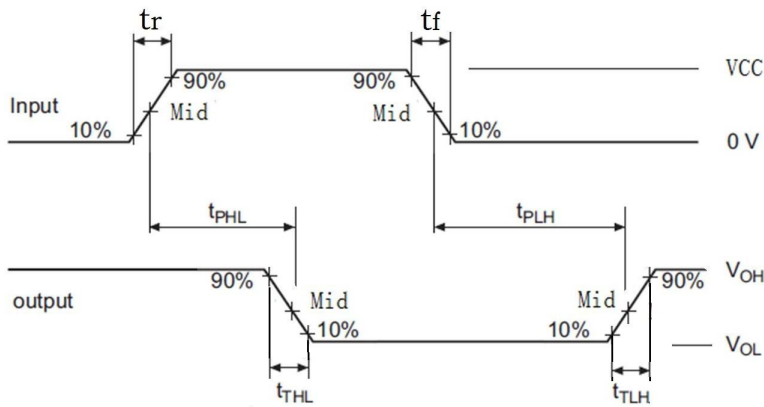 tr tf
90% 90% VCC
Input Mid Mid
10% 10% 0 V
tPHL tPLH
90% 90% VOH
output Mid Mid
10% 10% VOL
tTHL tTLH